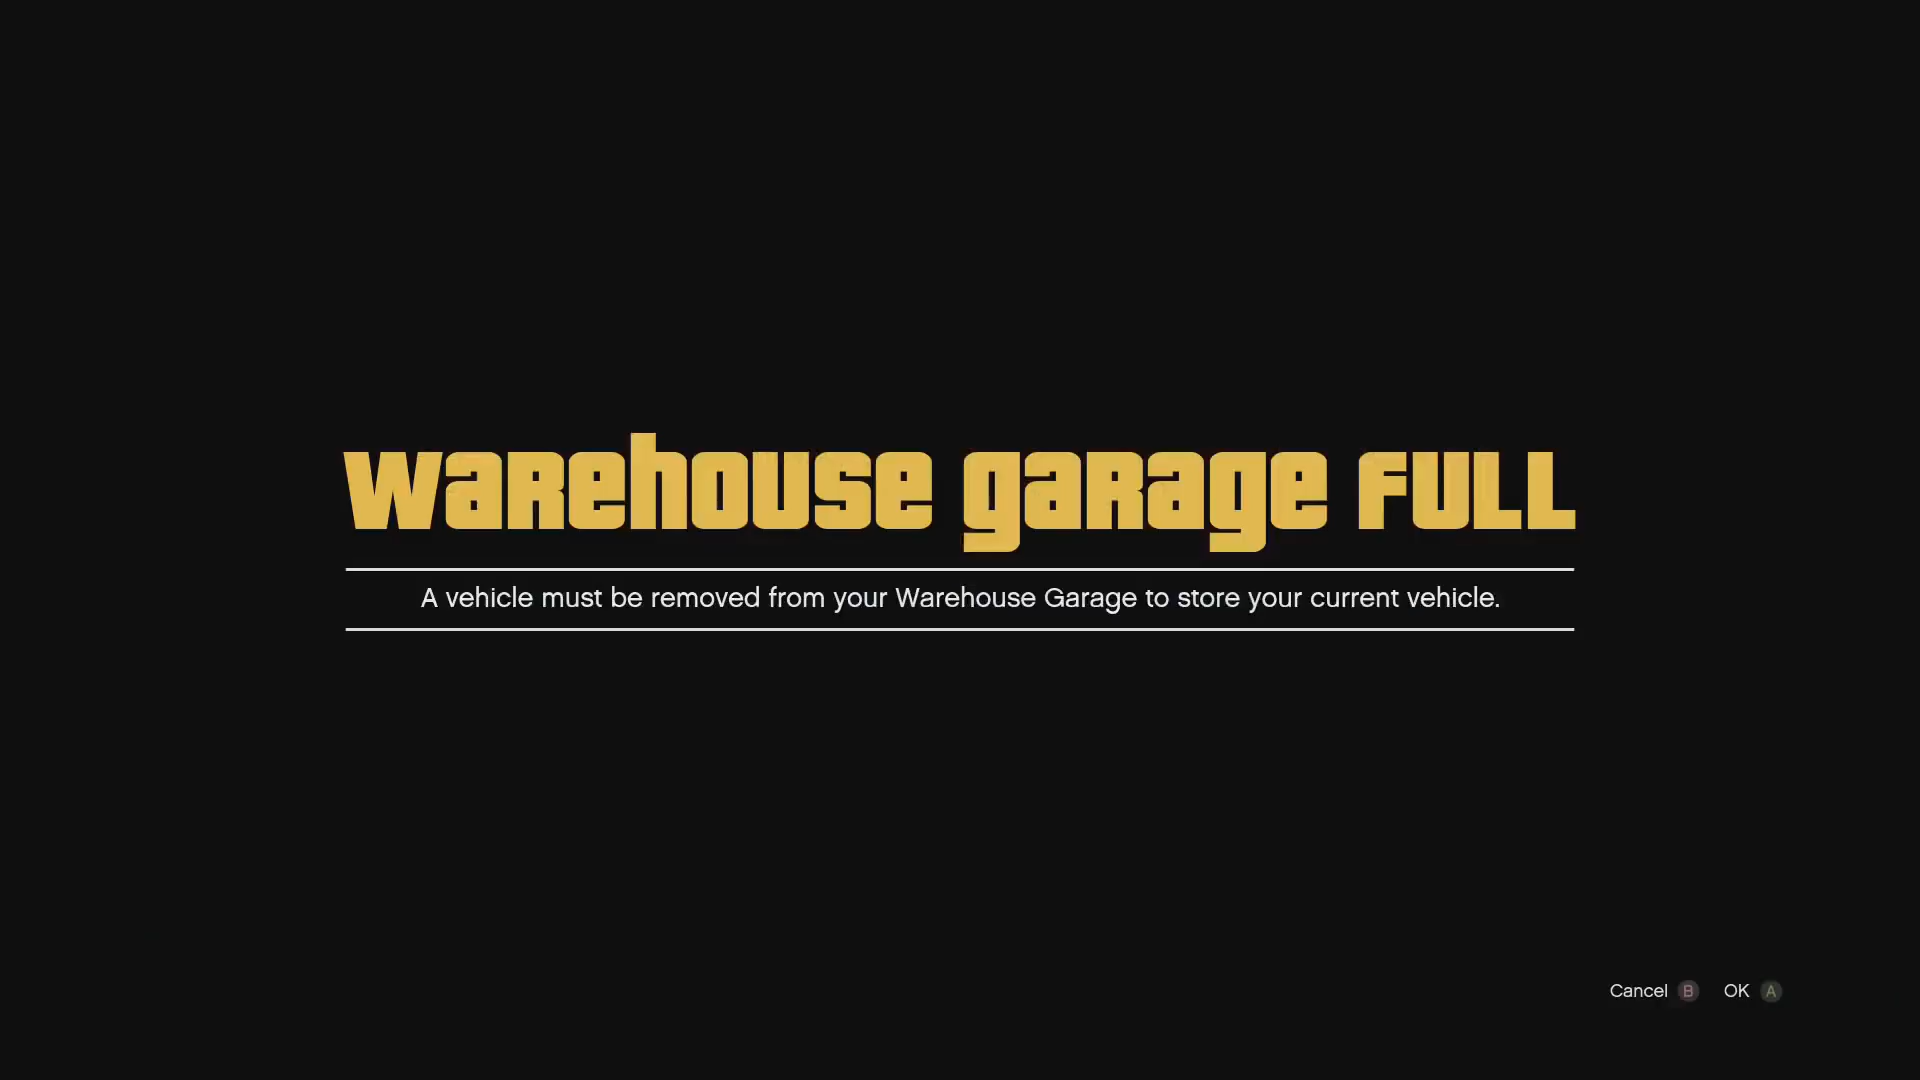 warehouse garage FULL
A vehicle must be removed from your Warehouse Garage to store your current vehicle.
Cancel B OK A